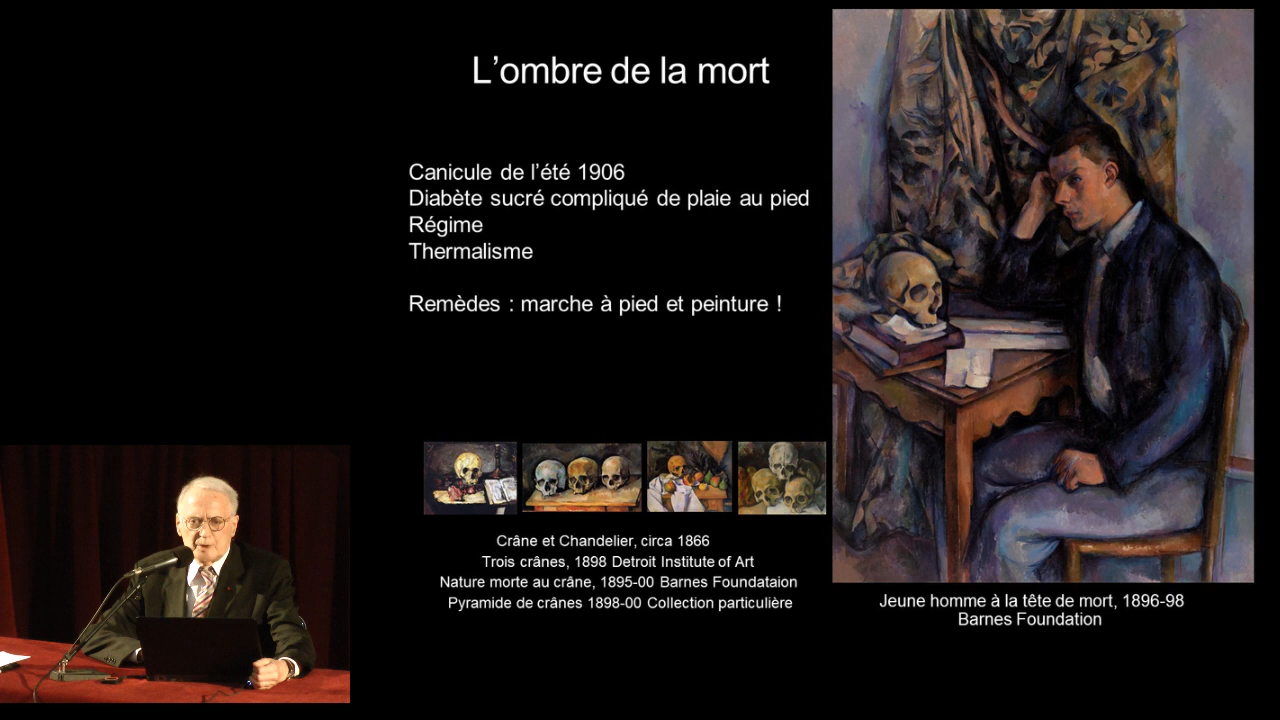 L’ombre de la mort
Canicule de l’été 1906
Diabète sucré compliqué de plaie au pied
Régime
Thermalisme
Remèdes : marche à pied et peinture !
Crâne et Chandelier, circa 1866
Trois crânes, 1898 Detroit Institute of Art
Nature morte au crâne, 1895-00 Barnes Foundataion
Pyramide de crânes 1898-00 Collection particulière
Jeune homme à la tête de mort, 1896-98
Barnes Foundation